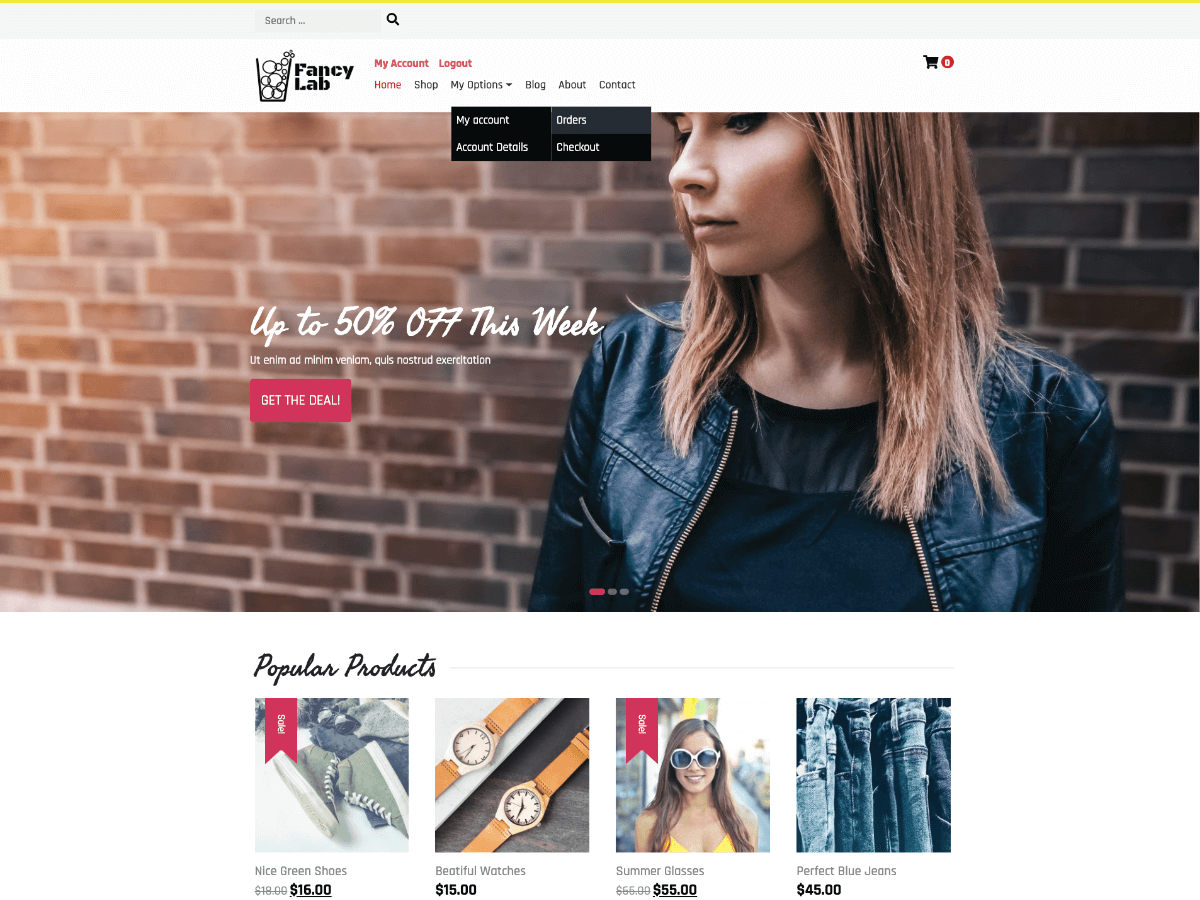 Search ...
Fancy
Lab
My Account Logout
Home Shop My Options Blog About Contact
0
My account Orders
Account Details Checkout
Up to 50% OFF This Week
Ut enim ad minim veniam, quis nostrud exercitation
GET THE DEAL!
Popular Products
Sale!
Sale!
Nice Green Shoes
$18.00 $16.00
Beatiful Watches
$15.00
Summer Glasses
$65.00 $55.00
Perfect Blue Jeans
$45.00